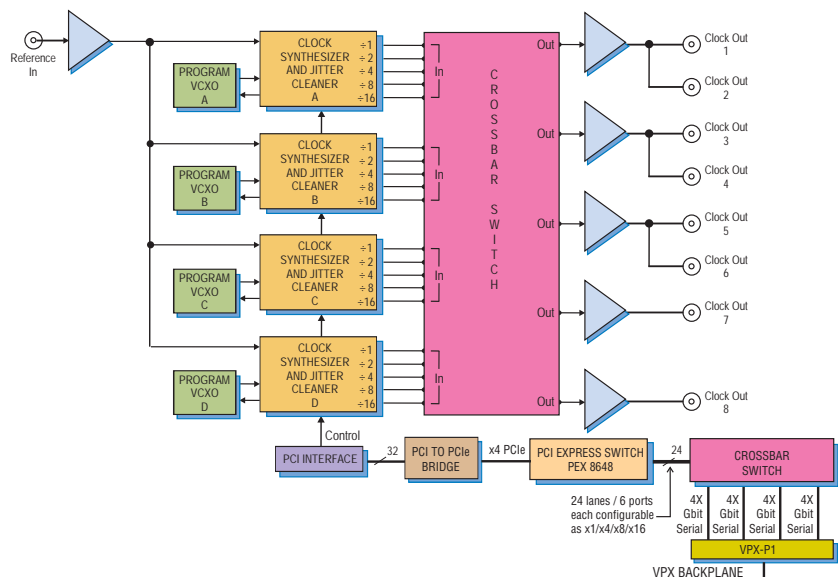 Reference
In
PROGRAM
VCXO
A
CLOCK
SYNTHESIZER
AND JITTER
CLEANER
A
÷1
÷2
÷4
÷8
÷16
In
PROGRAM
VCXO
B
CLOCK
SYNTHESIZER
AND JITTER
CLEANER
B
÷1
÷2
÷4
÷8
÷16
In
PROGRAM
VCXO
C
CLOCK
SYNTHESIZER
AND JITTER
CLEANER
C
÷1
÷2
÷4
÷8
÷16
In
PROGRAM
VCXO
D
CLOCK
SYNTHESIZER
AND JITTER
CLEANER
D
÷1
÷2
÷4
÷8
÷16
In
CROSSBAR SWITCH
Out
Out
Out
Out
Out
Clock Out
1
Clock Out
2
Clock Out
3
Clock Out
4
Clock Out
5
Clock Out
6
Clock Out
7
Clock Out
8
Control
PCI INTERFACE
32
PCI TO PCIe
BRIDGE
x4 PCIe
PCI EXPRESS SWITCH
PEX 8648
24
CROSSBAR
SWITCH
24 lanes / 6 ports
each configurable
as x1/x4/x8/x16
4X
Gbit
Serial
4X
Gbit
Serial
4X
Gbit
Serial
4X
Gbit
Serial
VPX-P1
VPX BACKPLANE